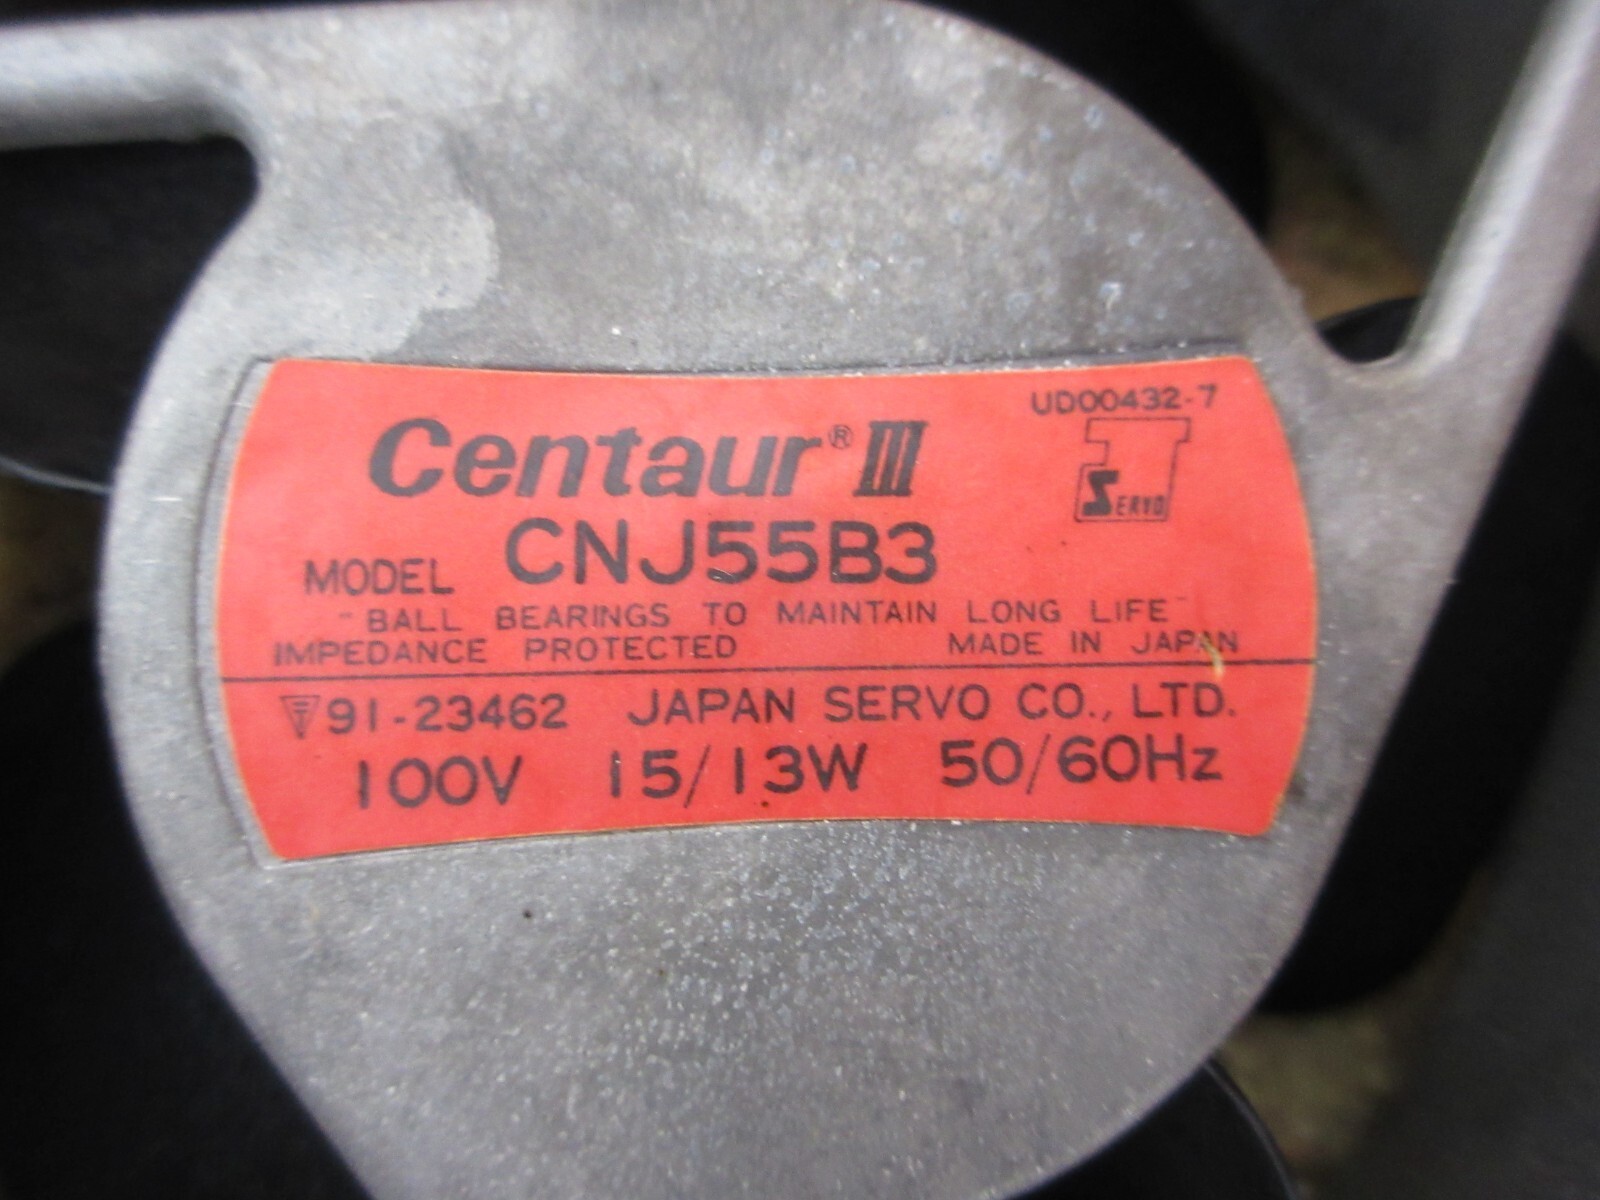 UD00432-7
Centaur® III
SERVO
MODEL CNJ55B3
"BALL BEARINGS TO MAINTAIN LONG LIFE"
IMPEDANCE PROTECTED MADE IN JAPAN
91-23462 JAPAN SERVO CO., LTD.
100V 15/13W 50/60Hz